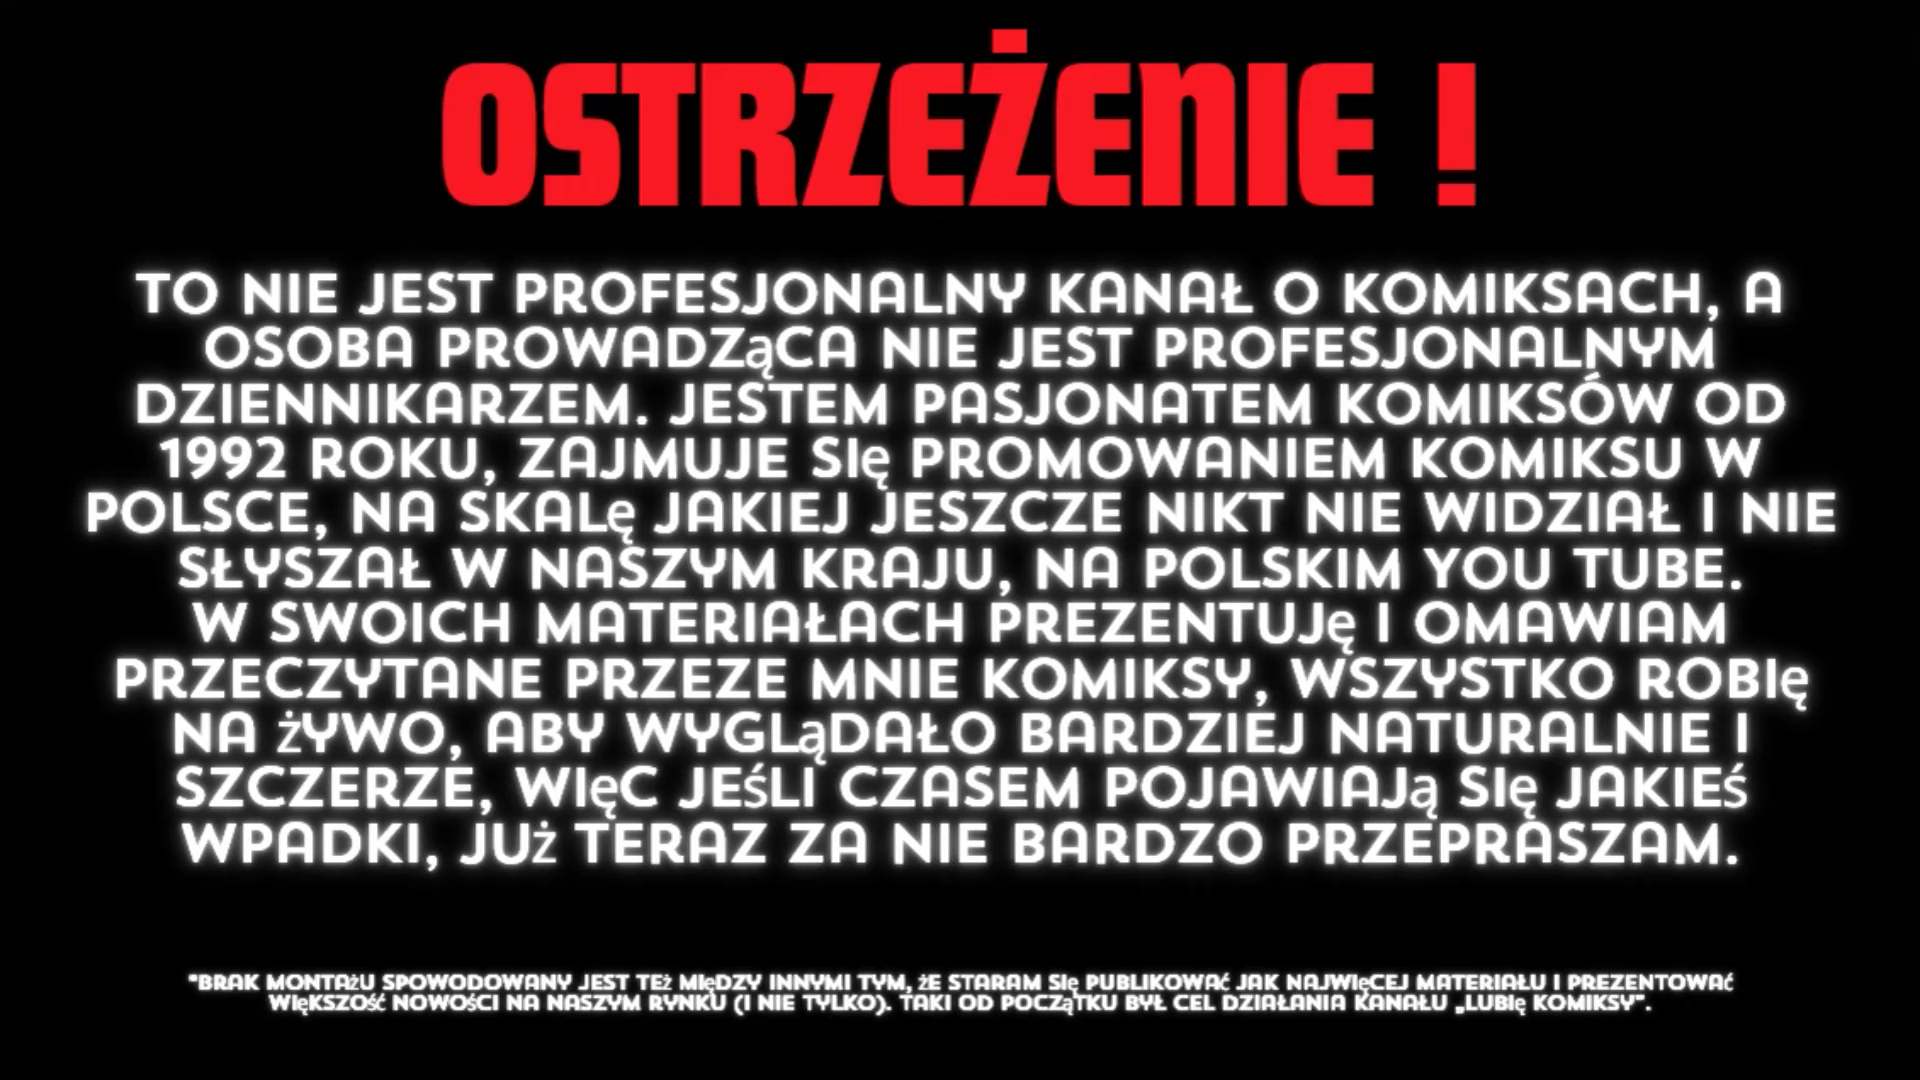 OSTRZEŻENIE !
TO NIE JEST PROFESJONALNY KANAŁ O KOMIKSACH, A
OSOBA PROWADZąCA NIE JEST PROFESJONALNYM
DZIENNIKARZEM. JESTEM PASJONATEM KOMIKSÓW OD
1992 ROKU, ZAJMUJE SIę PROMOWANIEM KOMIKSU W
POLSCE, NA SKALę JAKIEJ JESZCZE NIKT NIE WIDZIAŁ I NIE
SŁYSZAŁ W NASZYM KRAJU, NA POLSKIM YOU TUBE.
W SWOICH MATERIAŁACH PREZENTUJę I OMAWIAM
PRZECZYTANE PRZEZE MNIE KOMIKSY, WSZYSTKO ROBIę
NA żYWO, ABY WYGLąDAŁO BARDZIEJ NATURALNIE I
SZCZERZE, WIęC JEśLI CZASEM POJAWIAJą SIę JAKIEś
WPADKI, JUż TERAZ ZA NIE BARDZO PRZEPRASZAM.
"BRAK MONTAżU SPOWODOWANY JEST TEż MIęDZY INNYMI TYM, żE STARAM SIę PUBLIKOWAć JAK NAJWIęCEJ MATERIAŁU I PREZENTOWAć
WIęKSZOść NOWOśCI NA NASZYM RYNKU (I NIE TYLKO). TAKI OD POCZąTKU BYŁ CEL DZIAŁANIA KANAŁU „LUBIę KOMIKSY".